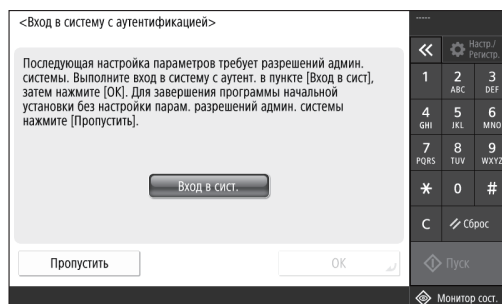 <Вход в систему с аутентификацией>
-----
Настр./
Регистр.
Последующая настройка параметров требует разрешений админ.
системы. Выполните вход в систему с аутент. в пункте [Вход в сист],
затем нажмите [OK]. Для завершения программы начальной
установки без настройки парам. разрешений админ. системы
нажмите [Пропустить].
Вход в сист.
Пропустить
OK
1
2
ABC
3
DEF
4
GHI
5
JKL
6
MNO
7
PQRS
8
TUV
9
WXYZ
*
0
#
C
Сброс
Пуск
Монитор сост.